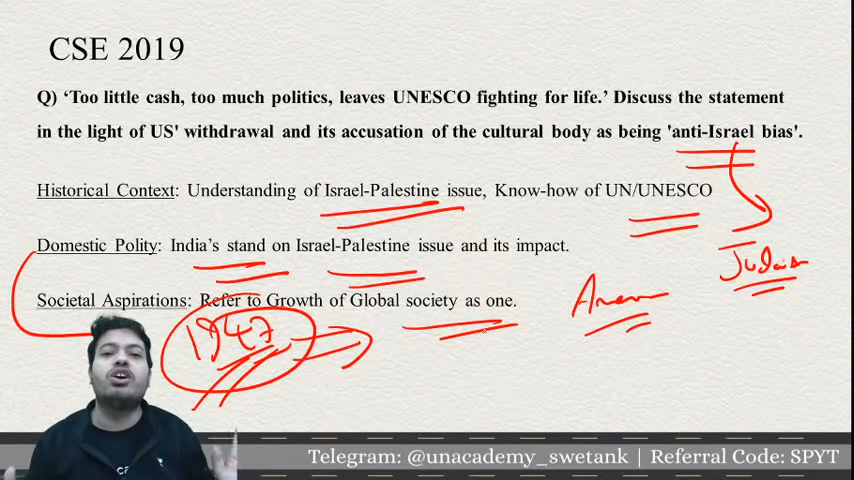 CSE 2019
Q) ‘Too little cash, too much politics, leaves UNESCO fighting for life.’ Discuss the statement
in the light of US' withdrawal and its accusation of the cultural body as being 'anti-Israel bias'.
Historical Context: Understanding of Israel-Palestine issue, Know-how of UN/UNESCO
Domestic Polity: India’s stand on Israel-Palestine issue and its impact.
Judaism
Societal Aspirations: Refer to Growth of Global society as one.
1947
Telegram: @unacademy_swetank | Referral Code: SPYT